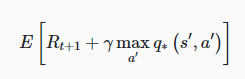 E [ R_{t+1} + γ max_{a′} q_* (s′, a′) ]